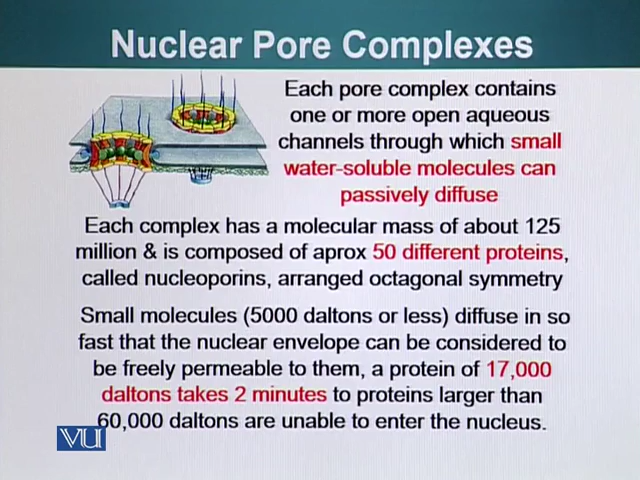 Nuclear Pore Complexes
Each pore complex contains
one or more open aqueous
channels through which small
water-soluble molecules can
passively diffuse
Each complex has a molecular mass of about 125
million & is composed of aprox 50 different proteins,
called nucleoporins, arranged octagonal symmetry
Small molecules (5000 daltons or less) diffuse in so
fast that the nuclear envelope can be considered to
be freely permeable to them, a protein of 17,000
daltons takes 2 minutes to proteins larger than
60,000 daltons are unable to enter the nucleus.
VU